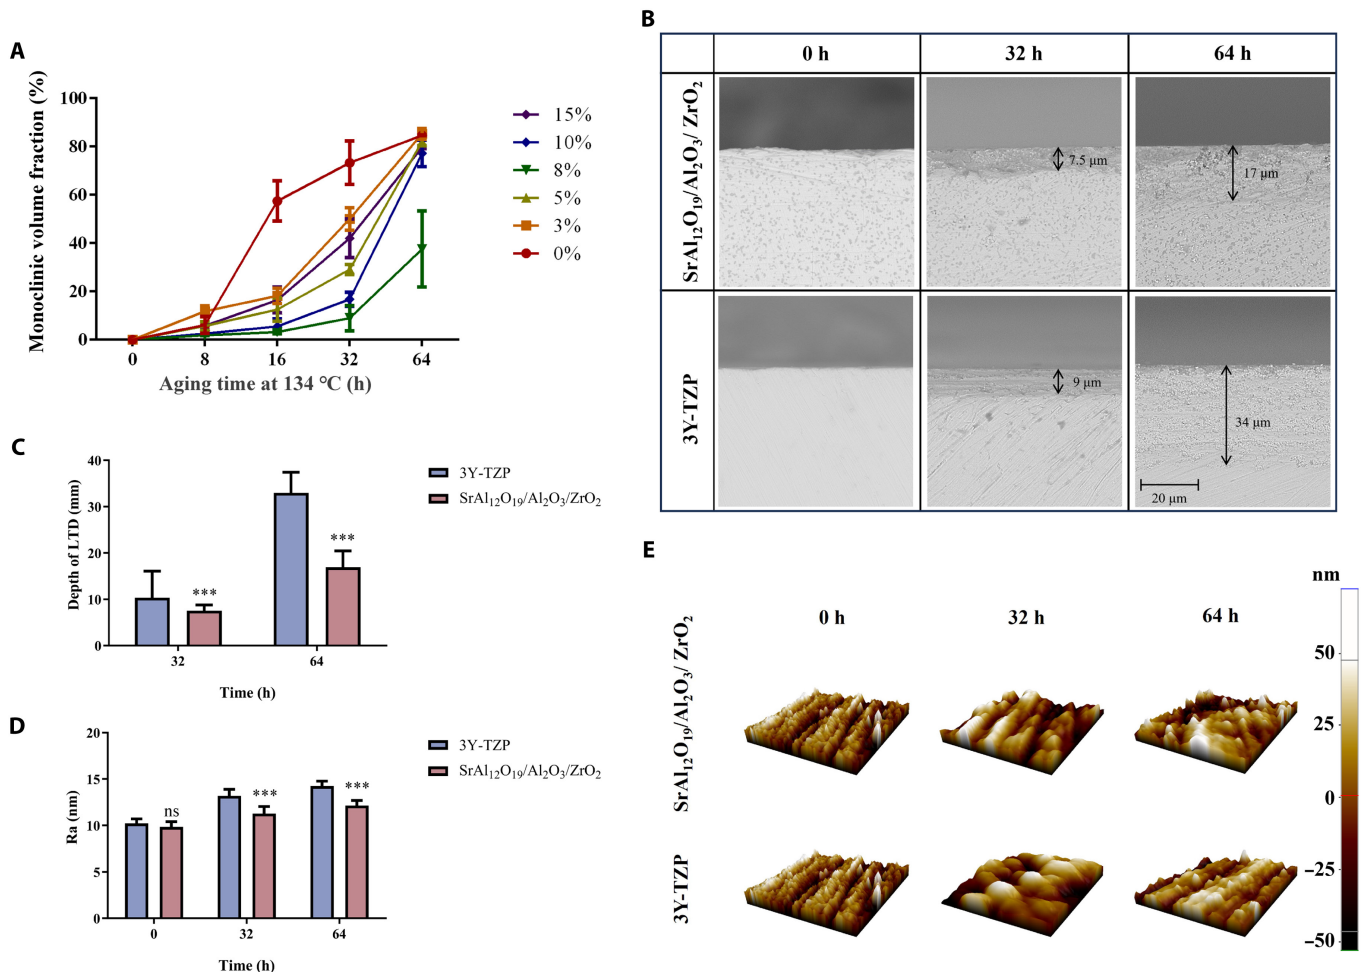 A
Monoclinic volume fraction (%)
100
80
60
40
20
0
0 8 16 32 64
Aging time at 134 °C (h)
15%
10%
8%
5%
3%
0%
B
0 h 32 h 64 h
SrAl₁₂O₁₉/Al₂O₃/ ZrO₂
7.5 μm
17 μm
3Y-TZP
9 μm
34 μm
20 μm
C
Depth of LTD (mm)
40
30
20
10
0
*** ***
32 64
Time (h)
3Y-TZP
SrAl₁₂O₁₉/Al₂O₃/ZrO₂
D
Ra (nm)
20
15
10
5
0
ns *** ***
0 32 64
Time (h)
3Y-TZP
SrAl₁₂O₁₉/Al₂O₃/ZrO₂
E
nm
0 h 32 h 64 h
SrAl₁₂O₁₉/Al₂O₃/ ZrO₂
3Y-TZP
50
25
0
−25
−50